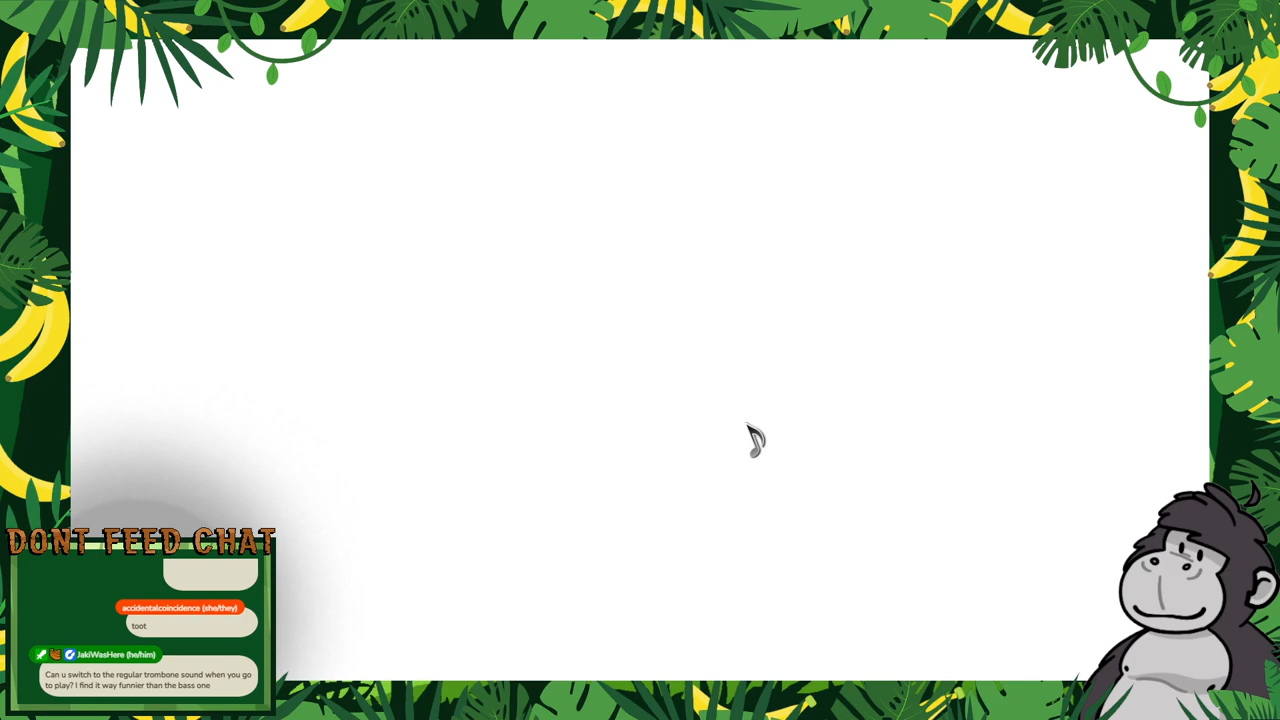 DONT FEED CHAT
accidentalcoincidence (she/they)
toot
JakiWasHere (he/him)
Can u switch to the regular trombone sound when you go
to play? I find it way funnier than the bass one